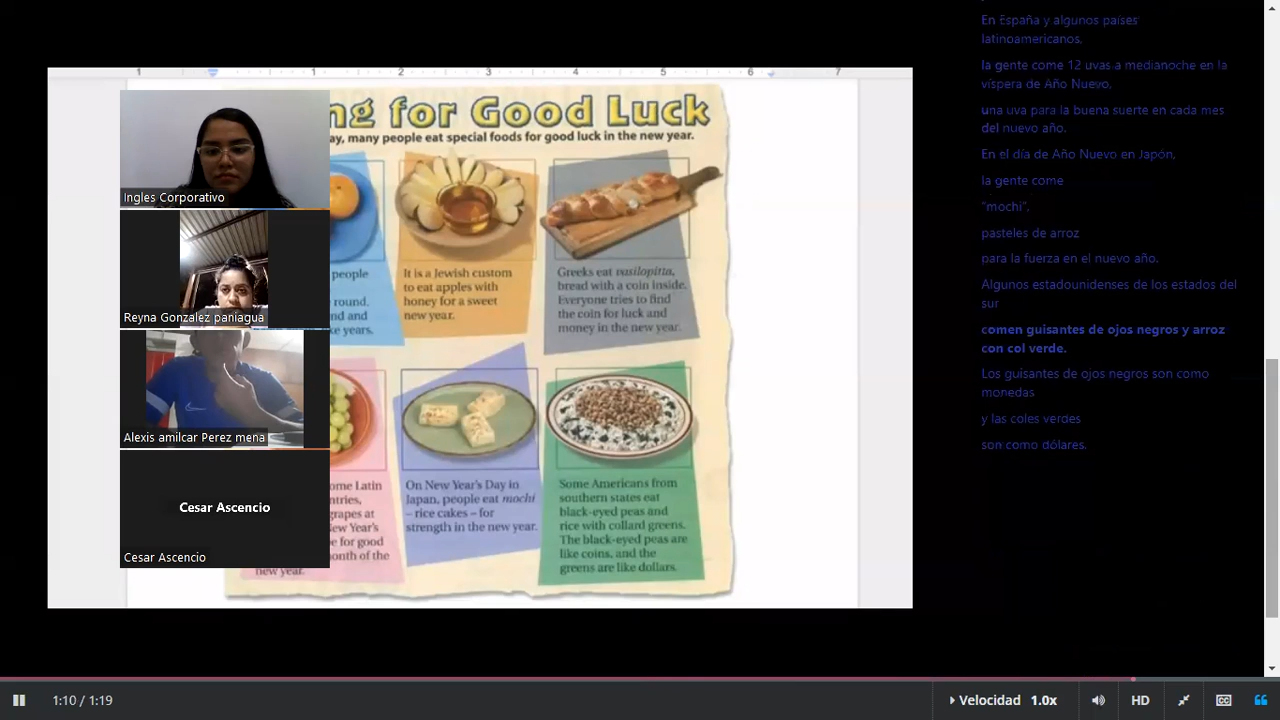 1 1 2 3 4 5 6 7
ng for Good Luck
ay, many people eat special foods for good luck in the new year.
people
round.
nd and
ke years.
It is a Jewish custom
to eat apples with
honey for a sweet
new year.
Greeks eat vasilopitta,
bread with a coin inside.
Everyone tries to find
the coin for luck and
money in the new year.
ome Latin
ntries,
grapes at
New Year's
e for good
onth of the
new year.
On New Year's Day in
Japan, people eat mochi
– rice cakes – for
strength in the new year.
Some Americans from
southern states eat
black-eyed peas and
rice with collard greens.
The black-eyed peas are
like coins, and the
greens are like dollars.
Ingles Corporativo
Reyna Gonzalez paniagua
Alexis amilcar Perez mena
Cesar Ascencio
Cesar Ascencio
En España y algunos países
latinoamericanos,
la gente come 12 uvas a medianoche en la
víspera de Año Nuevo,
una uva para la buena suerte en cada mes
del nuevo año.
En el día de Año Nuevo en Japón,
la gente come
"mochi",
pasteles de arroz
para la fuerza en el nuevo año.
Algunos estadounidenses de los estados del
sur
comen guisantes de ojos negros y arroz
con col verde.
Los guisantes de ojos negros son como
monedas
y las coles verdes
son como dólares.
1:10 / 1:19
Velocidad 1.0x
HD
CC